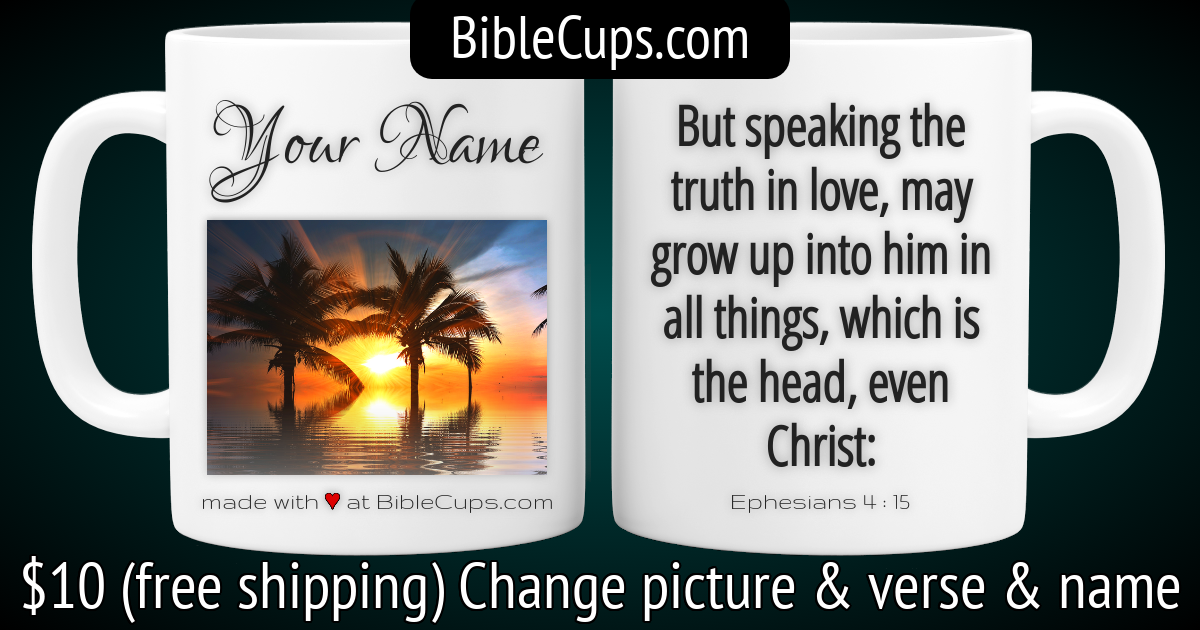 BibleCups.com
Your Name
made with at BibleCups.com
But speaking the
truth in love, may
grow up into him in
all things, which is
the head, even
Christ:
Ephesians 4 : 15
$10 (free shipping) Change picture & verse & name